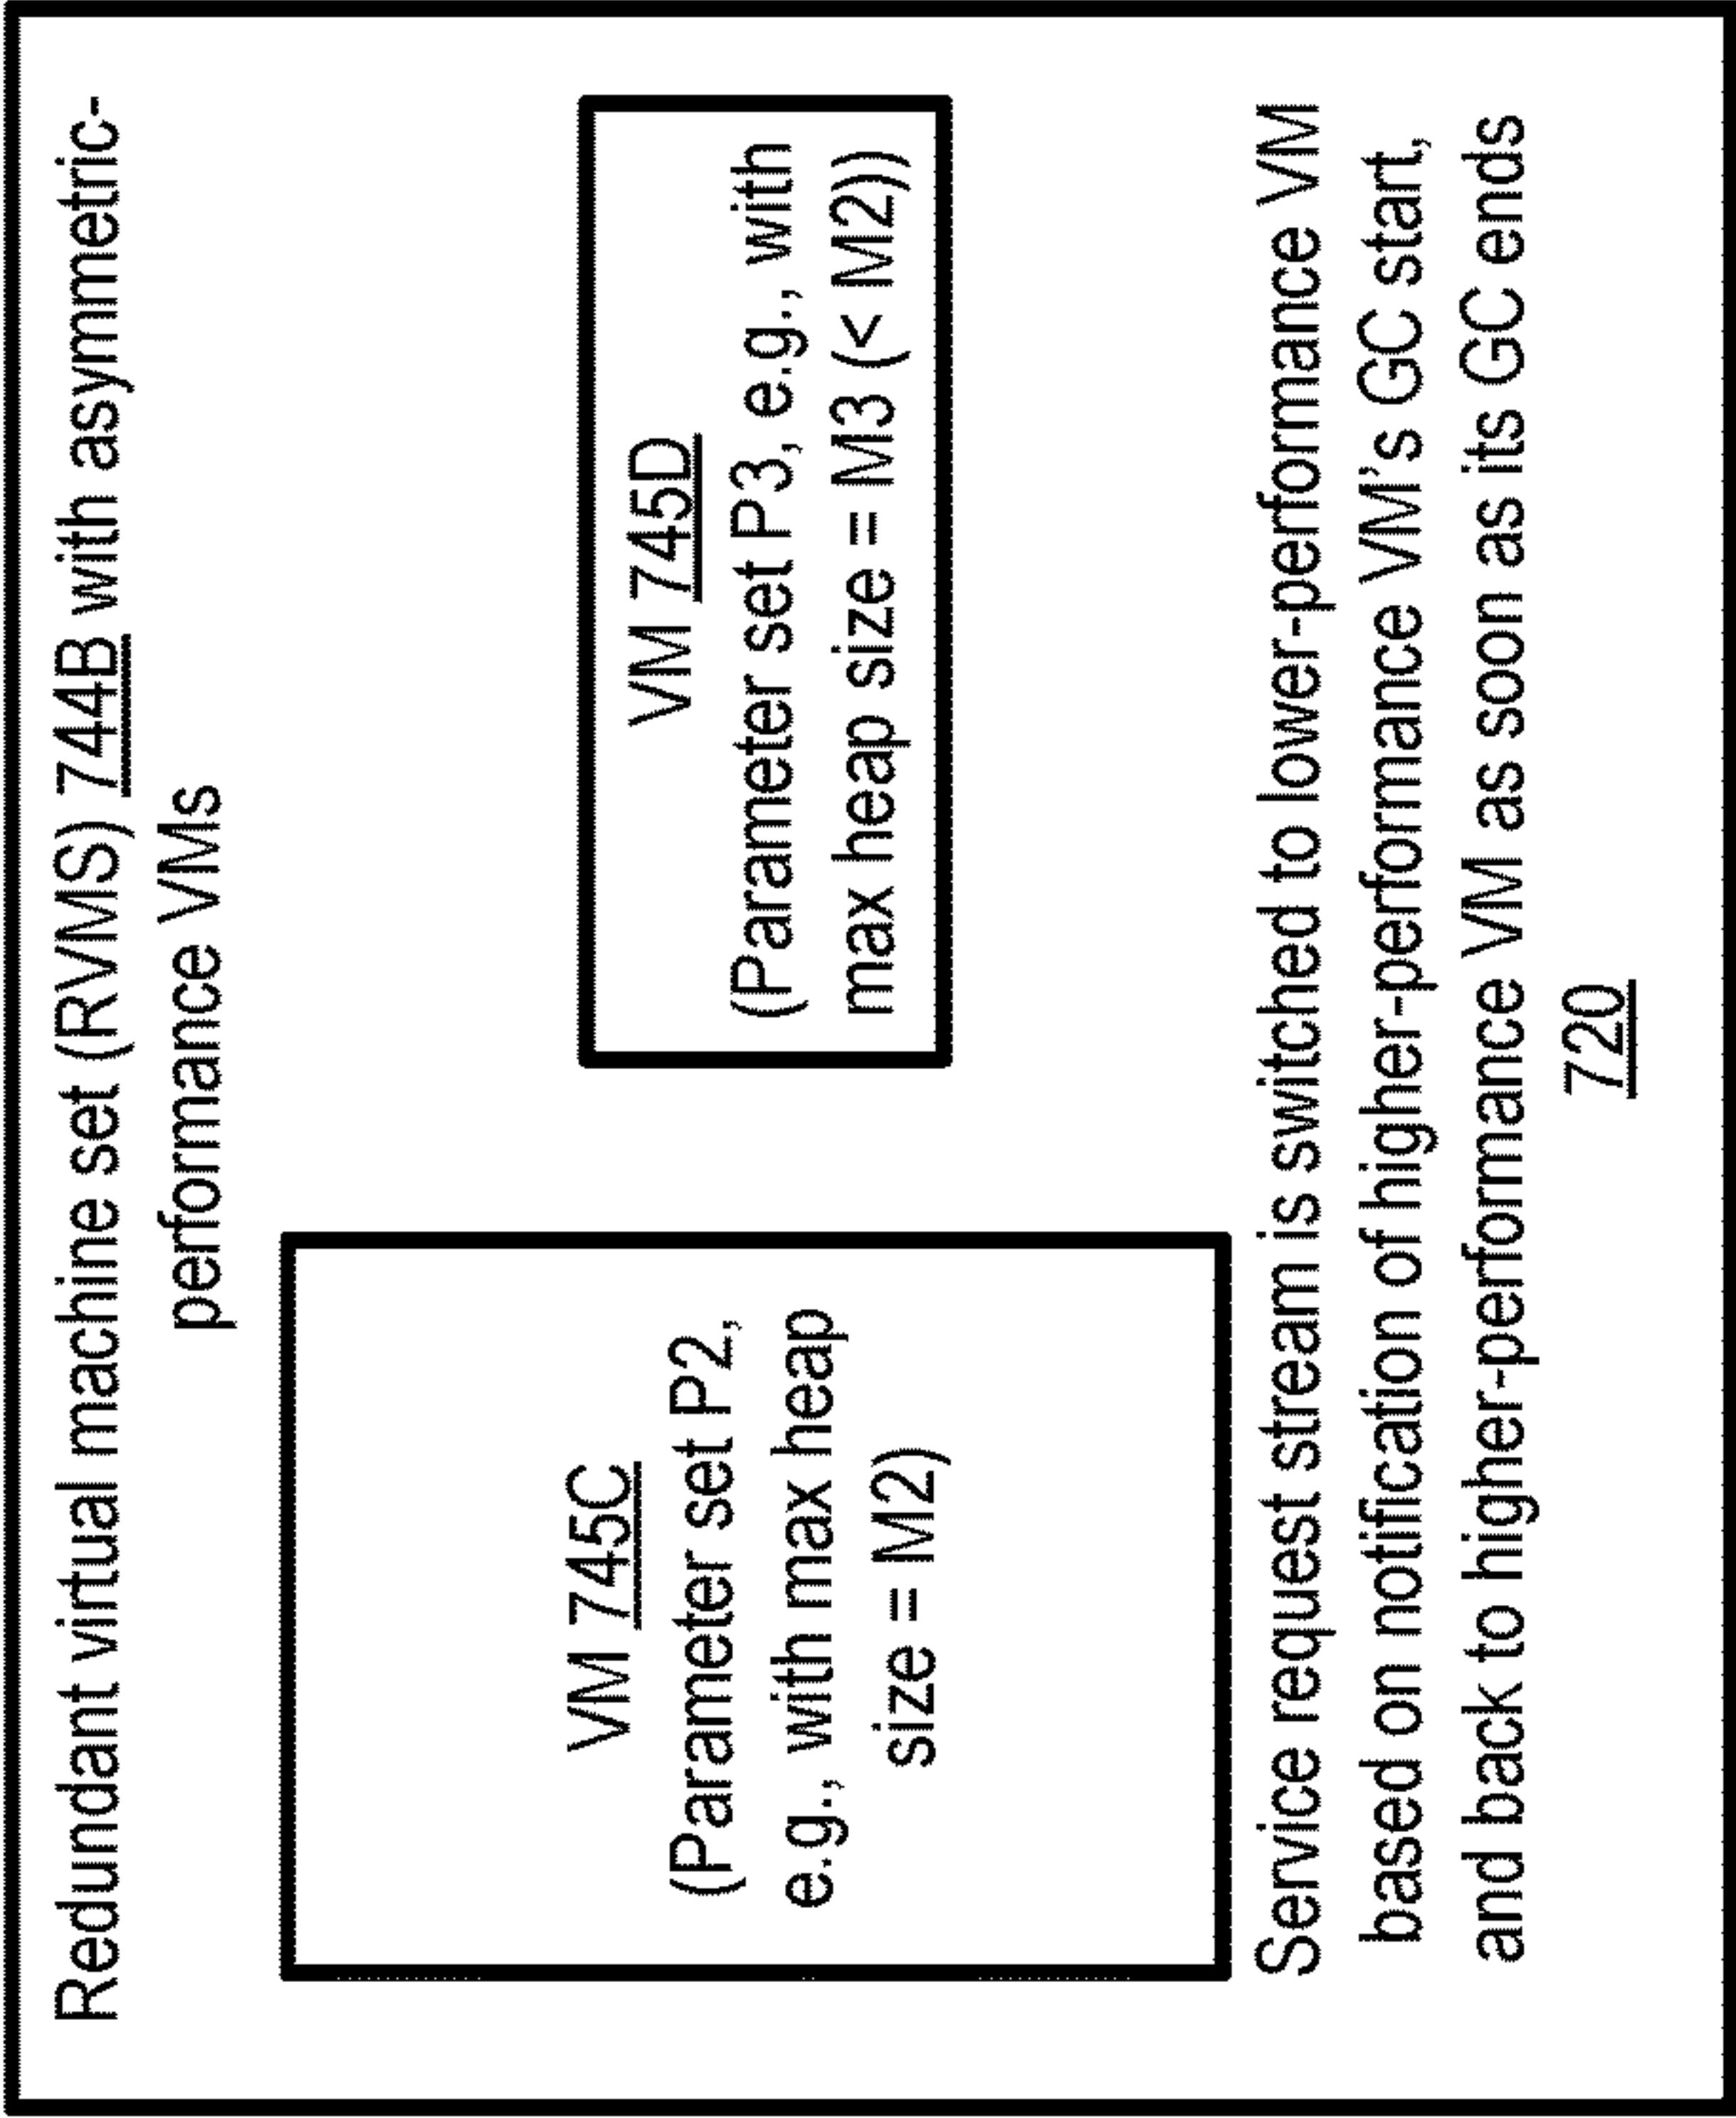 Redundant virtual machine set (RVMS) 744B with asymmetric-
performance VMs
VM 745C
(Parameter set P2,
e.g., with max heap
size = M2)
VM 745D
(Parameter set P3, e.g., with
max heap size = M3 (< M2))
Service request stream is switched to lower-performance VM
based on notification of higher-performance VM's GC start,
and back to higher-performance VM as soon as its GC ends
720